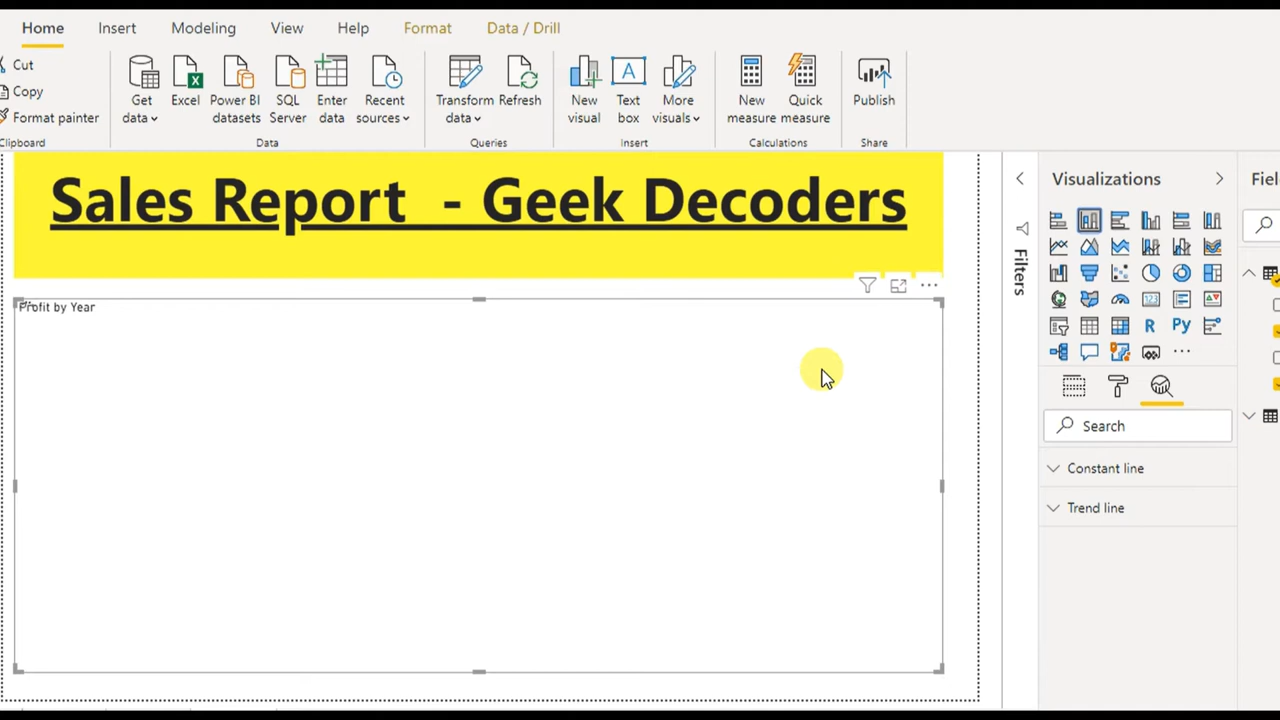 Home Insert Modeling View Help Format Data / Drill
Cut
Copy
Format painter
Clipboard
Get data
Excel
Power BI datasets
SQL Server
Enter data
Recent sources
Data
Transform data
Refresh
Queries
New visual
Text box
More visuals
Insert
New measure
Quick measure
Calculations
Publish
Share
Sales Report - Geek Decoders
Profit by Year
Filters
Visualizations
R
Py
123
Search
Constant line
Trend line
Fiel